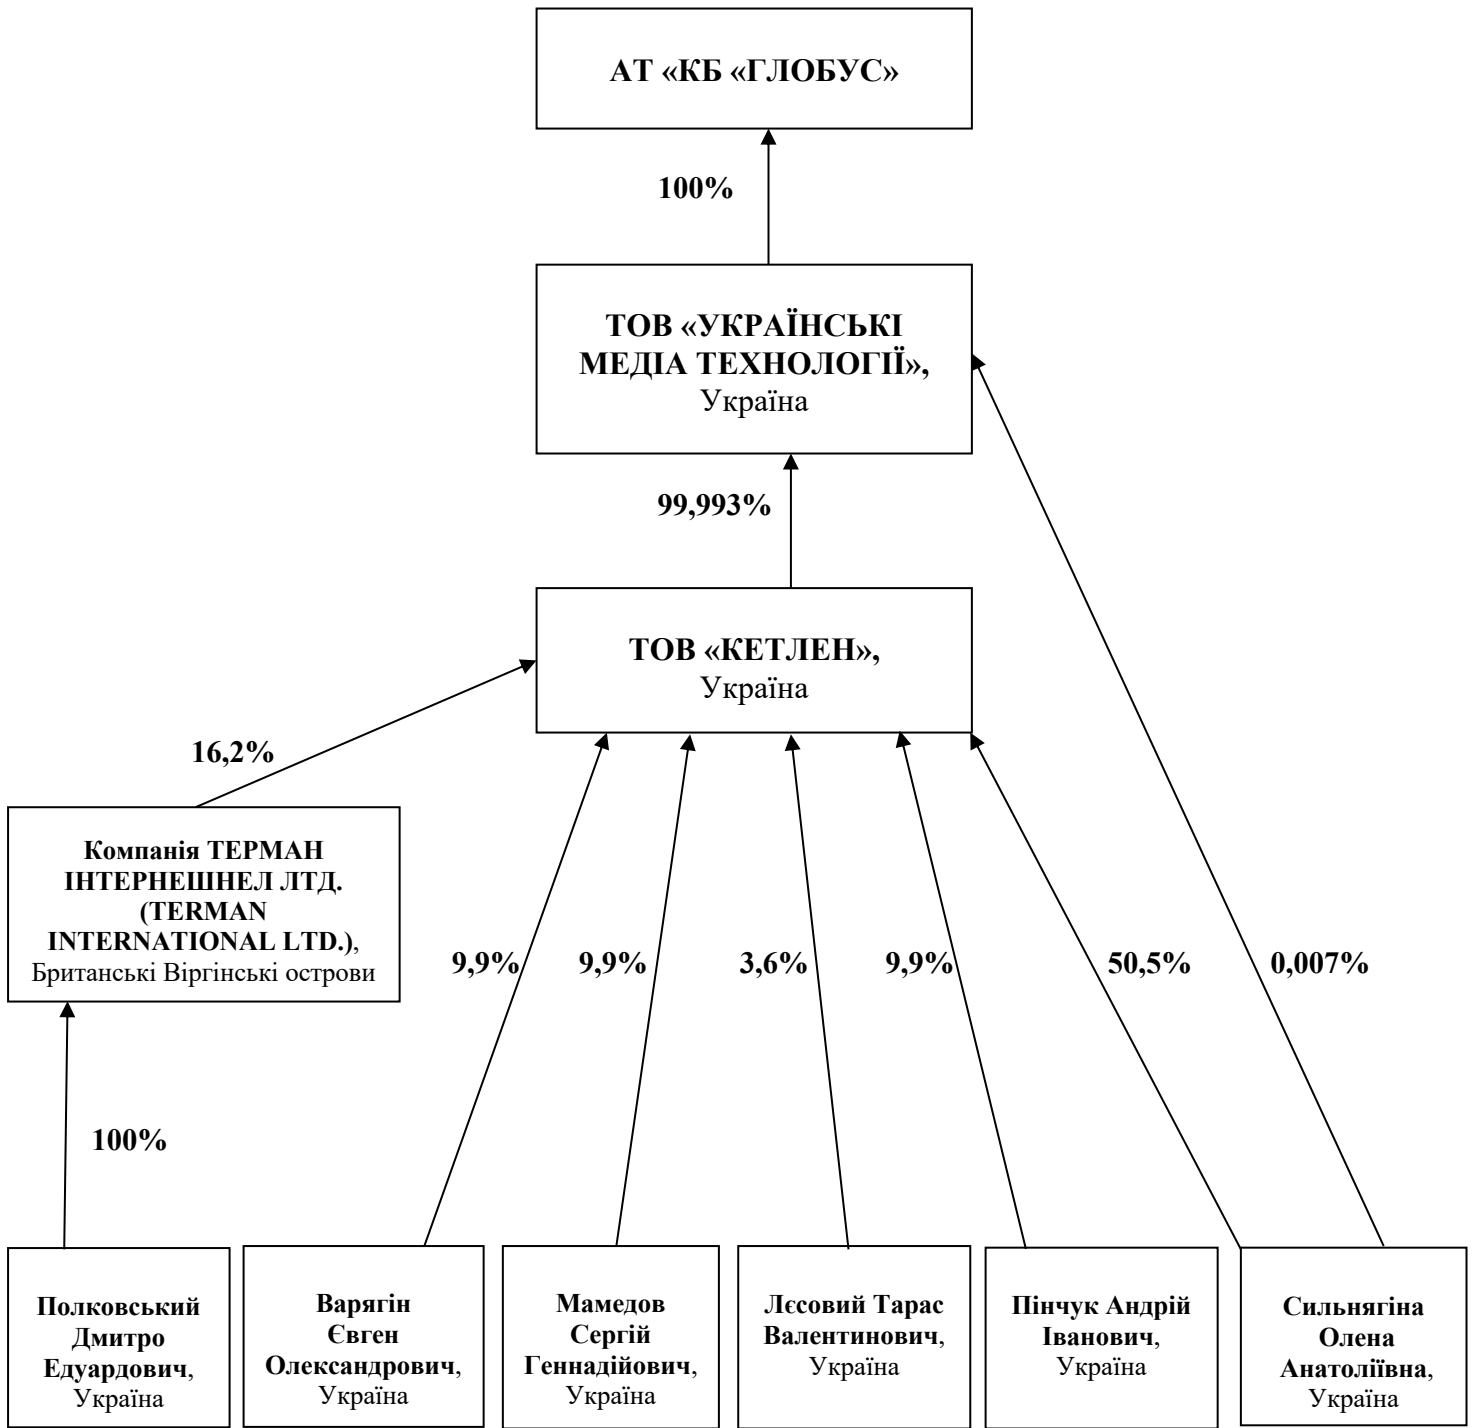 АТ «КБ «ГЛОБУС»
100%
ТОВ «УКРАЇНСЬКІ
МЕДІА ТЕХНОЛОГІЇ»,
Україна
99,993%
ТОВ «КЕТЛЕН»,
Україна
16,2%
Компанія ТЕРМАН
ІНТЕРНЕШНЕЛ ЛТД.
(TERMAN
INTERNATIONAL LTD.),
Британські Віргінські острови
9,9%
9,9%
3,6%
9,9%
50,5%
0,007%
100%
Полковський
Дмитро
Едуардович,
Україна
Варягін
Євген
Олександрович,
Україна
Мамедов
Сергій
Геннадійович,
Україна
Лєсовий Тарас
Валентинович,
Україна
Пінчук Андрій
Іванович,
Україна
Сильнягіна
Олена
Анатоліївна,
Україна